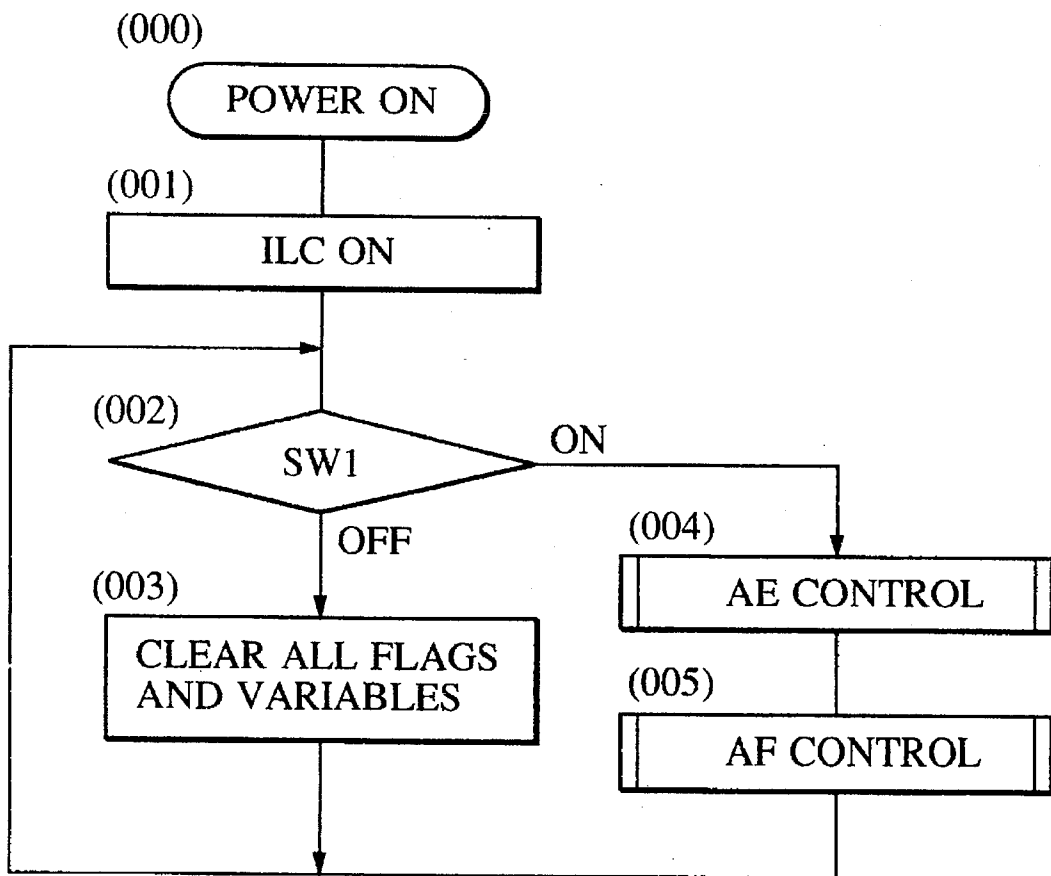 (000)
POWER ON
(001)
ILC ON
(002)
SW1
ON
OFF
(003)
CLEAR ALL FLAGS
AND VARIABLES
(004)
AE CONTROL
(005)
AF CONTROL